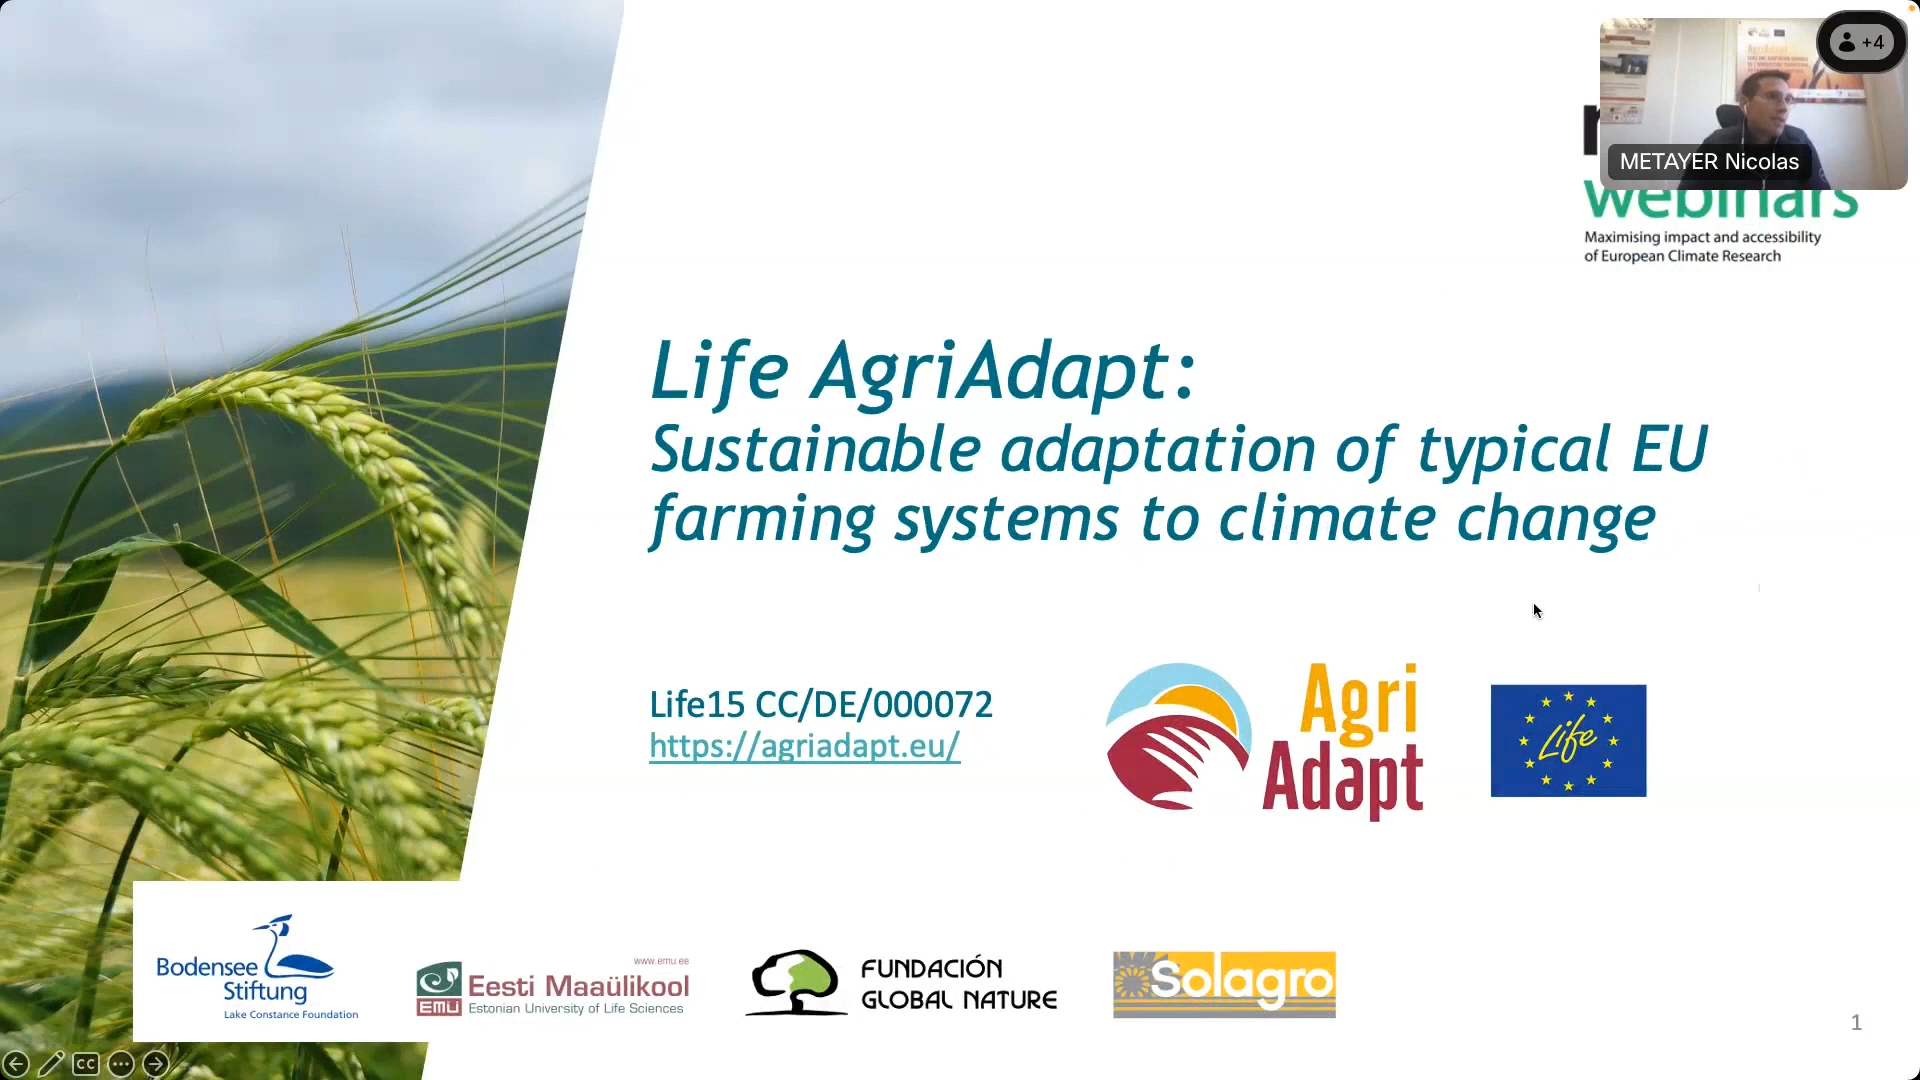 +4
METAYER Nicolas
webinars
Maximising impact and accessibility
of European Climate Research
Life AgriAdapt:
Sustainable adaptation of typical EU
farming systems to climate change
Life15 CC/DE/000072
https://agriadapt.eu/
Agri
Adapt
Life
Bodensee
Stiftung
Lake Constance Foundation
www.emu.ee
EMÜ
Eesti Maaülikool
Estonian University of Life Sciences
FUNDACIÓN
GLOBAL NATURE
Solagro
1
CC